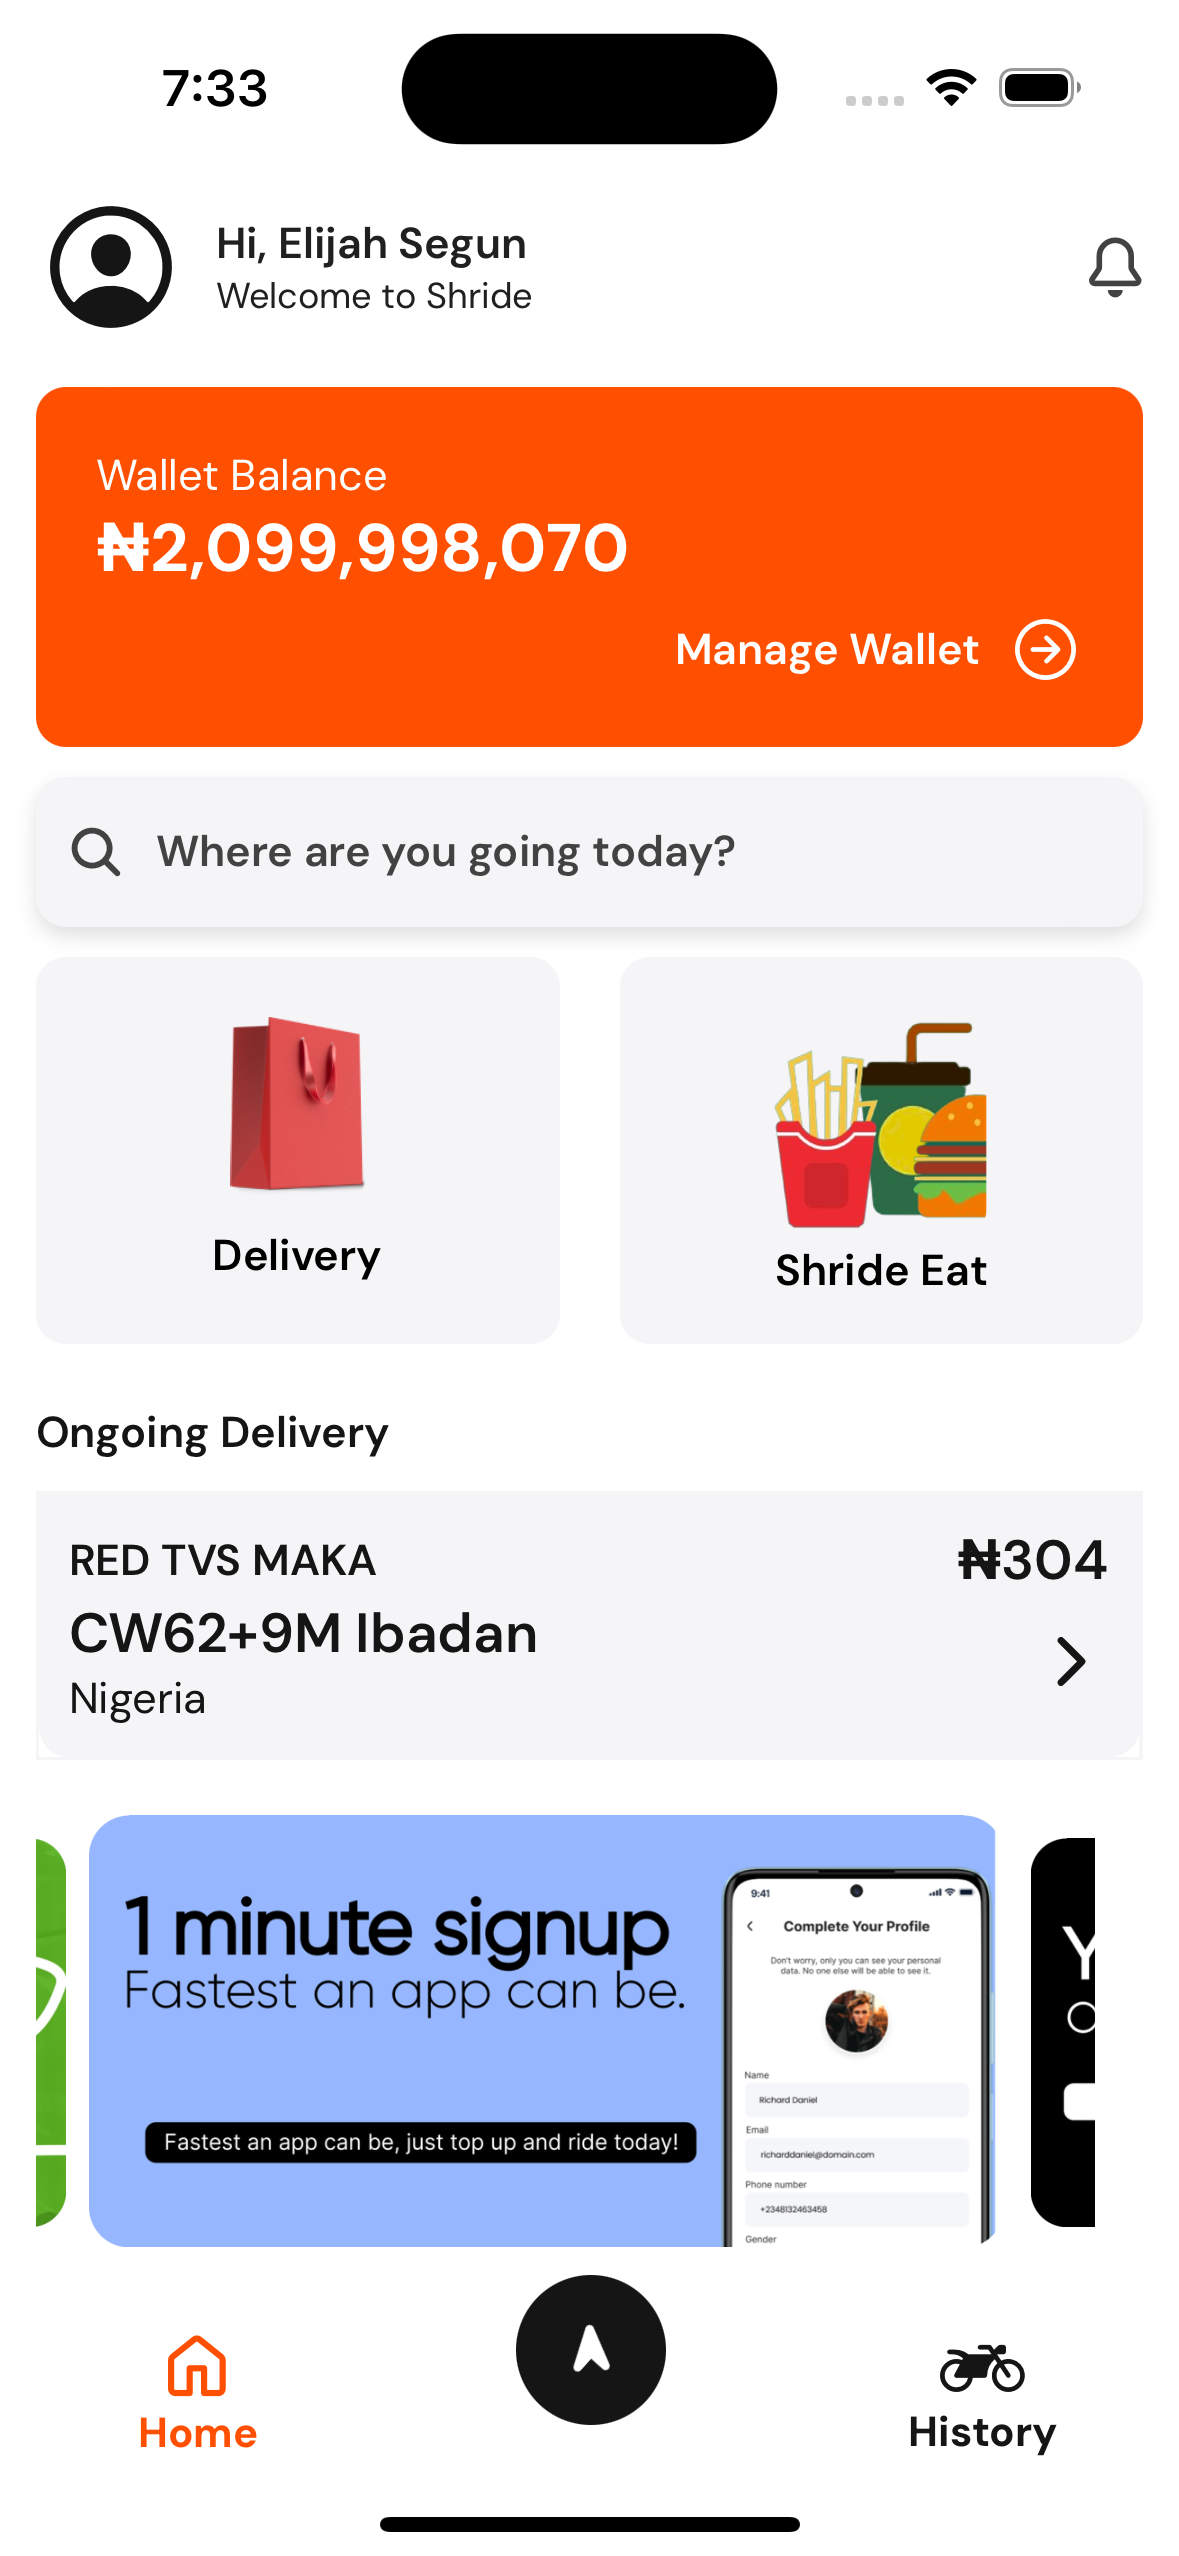 7:33
Hi, Elijah Segun
Welcome to Shride
Wallet Balance
₦2,099,998,070
Manage Wallet
Where are you going today?
Delivery
Shride Eat
Ongoing Delivery
RED TVS MAKA
₦304
CW62+9M Ibadan
Nigeria
1 minute signup
Fastest an app can be.
Fastest an app can be, just top up and ride today!
9:41
Complete Your Profile
Don't worry, only you can see your personal
data. No one else will be able to see it.
Name
Richard Daniel
Email
richarddaniel@domain.com
Phone number
+2348132463458
Gender
Home
History